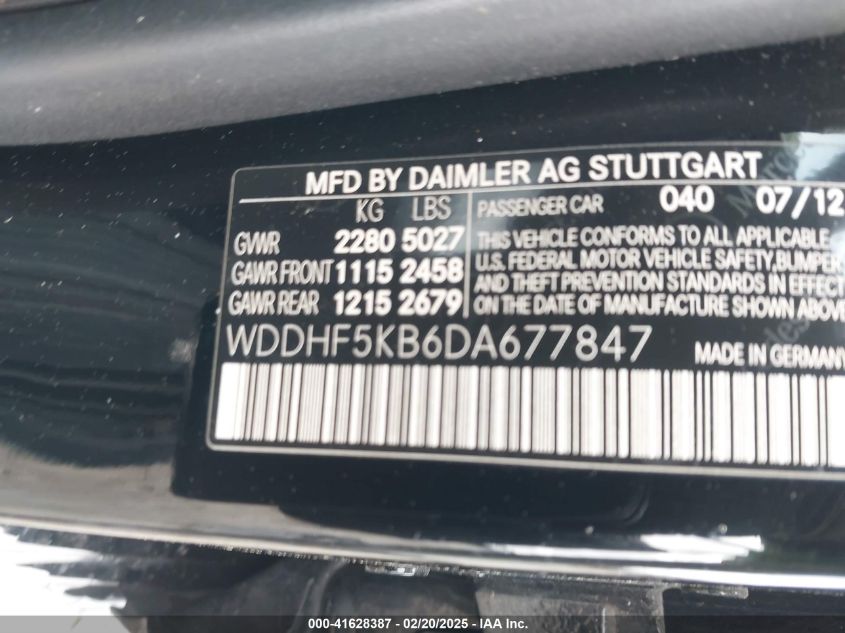 MFD BY DAIMLER AG STUTTGART
KG LBS
GVWR 2280 5027
GAWR FRONT 1115 2458
GAWR REAR 1215 2679
PASSENGER CAR 040 07/12
THIS VEHICLE CONFORMS TO ALL APPLICABLE
U.S. FEDERAL MOTOR VEHICLE SAFETY, BUMPER
AND THEFT PREVENTION STANDARDS IN EFFECT
ON THE DATE OF MANUFACTURE SHOWN ABOVE
WDDHF5KB6DA677847 MADE IN GERMANY
000-41628387 - 02/20/2025 - IAA Inc.